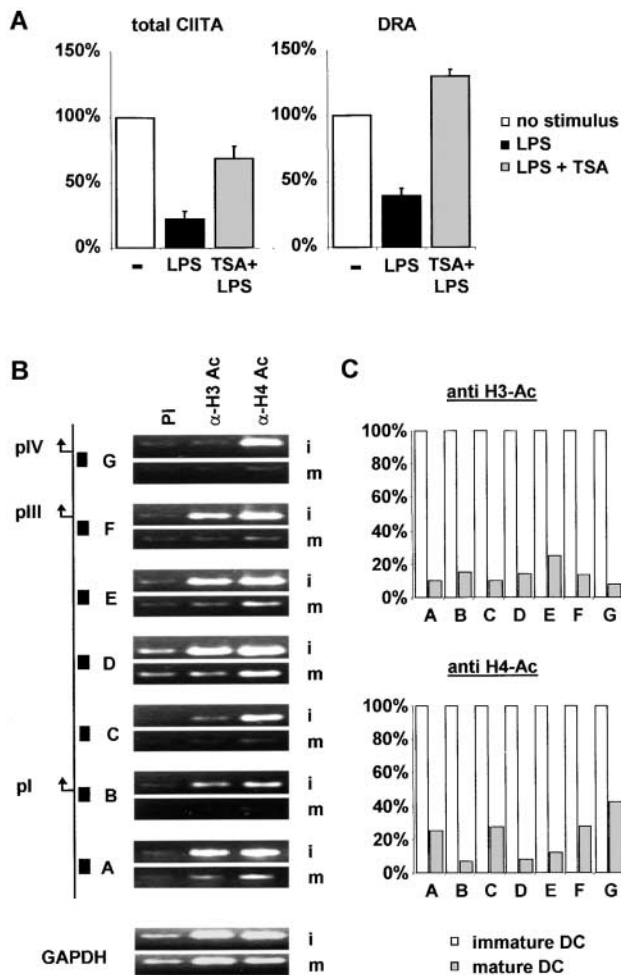 A
total CIITA
DRA
150%
100%
50%
0%
150%
100%
50%
0%
- LPS TSA+ LPS
- LPS TSA+ LPS
no stimulus
LPS
LPS + TSA
B
PI α-H3 Ac α-H4 Ac
pIV G i
m
pIII F i
m
E i
m
D i
m
C i
m
pI B i
m
A i
m
GAPDH i
m
C
anti H3-Ac
100%
80%
60%
40%
20%
0%
A B C D E F G
anti H4-Ac
100%
80%
60%
40%
20%
0%
A B C D E F G
immature DC
mature DC